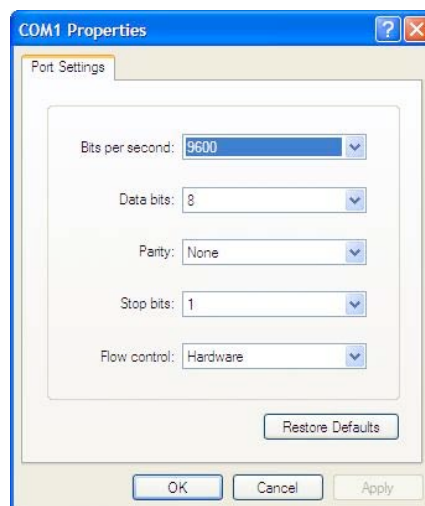 COM1 Properties
Port Settings
Bits per second: 9600
Data bits: 8
Parity: None
Stop bits: 1
Flow control: Hardware
Restore Defaults
OK Cancel Apply